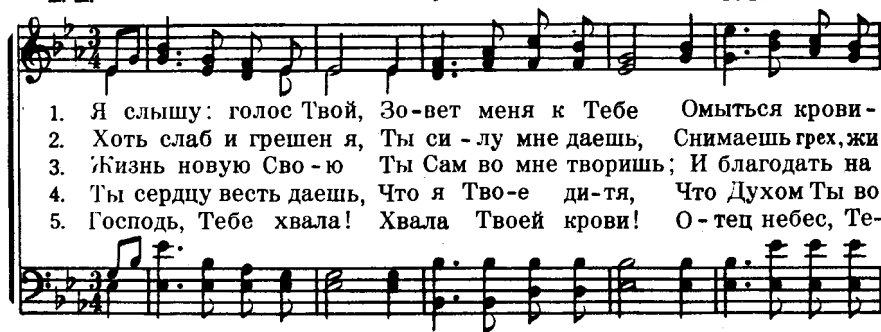 1. Я слышу: голос Твой, Зо-вет меня к Тебе Омыться крови-
2. Хоть слаб и грешен я, Ты си-лу мне даешь, Снимаешь грех, жи
3. Жизнь новую Сво-ю Ты Сам во мне творишь; И благодать на
4. Ты сердцу весть даешь, Что я Тво-е ди-тя, Что Духом Ты во
5. Господь, Тебе хвала! Хвала Твоей крови! О-тец небес, Те-